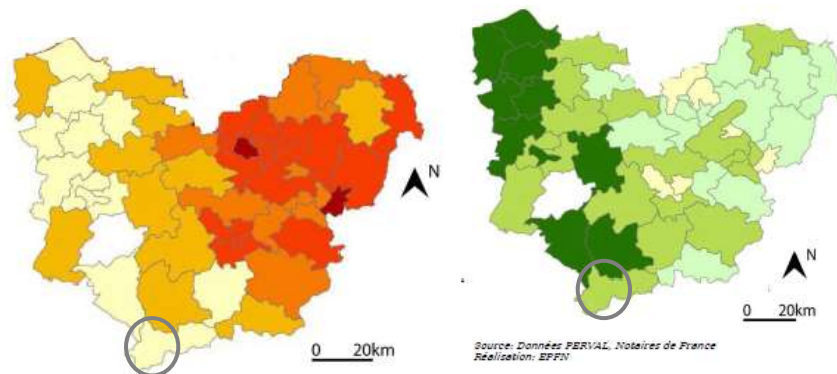 N
0 20km
N
0 20km
Source: Données PERVAL, Notaires de France
Réalisation: EPFN